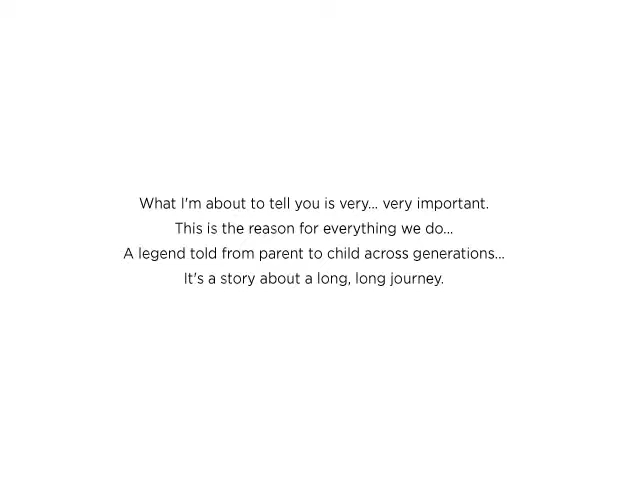 What I'm about to tell you is very... very important.
This is the reason for everything we do...
A legend told from parent to child across generations...
It's a story about a long, long journey.